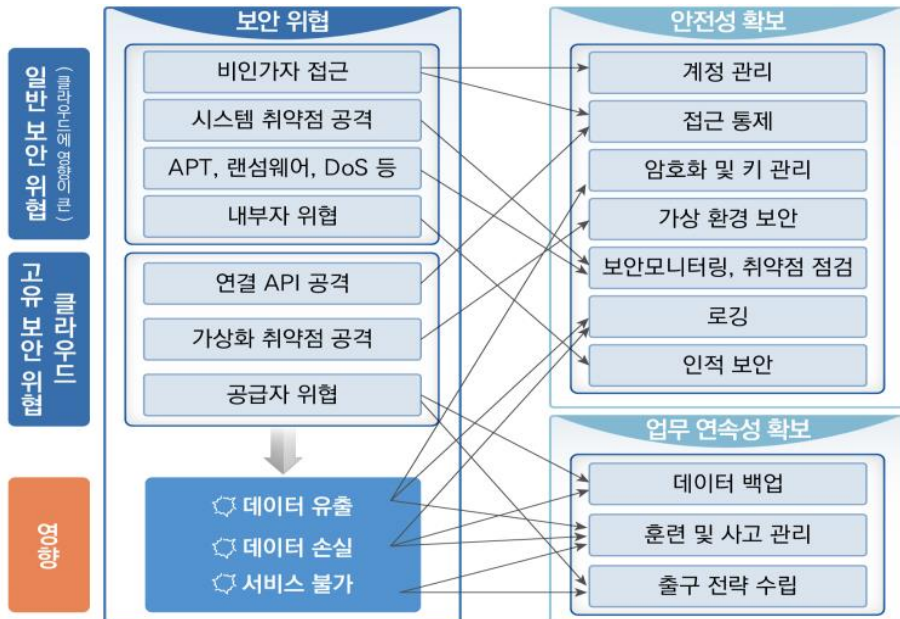 보안 위협
안전성 확보
일반 보안 위협
(클라우드에 영향이 큰)
비인가자 접근
시스템 취약점 공격
APT, 랜섬웨어, DoS 등
내부자 위협
클라우드
고유 보안 위협
연결 API 공격
가상화 취약점 공격
공급자 위협
영향
데이터 유출
데이터 손실
서비스 불가
계정 관리
접근 통제
암호화 및 키 관리
가상 환경 보안
보안모니터링, 취약점 점검
로깅
인적 보안
업무 연속성 확보
데이터 백업
훈련 및 사고 관리
출구 전략 수립